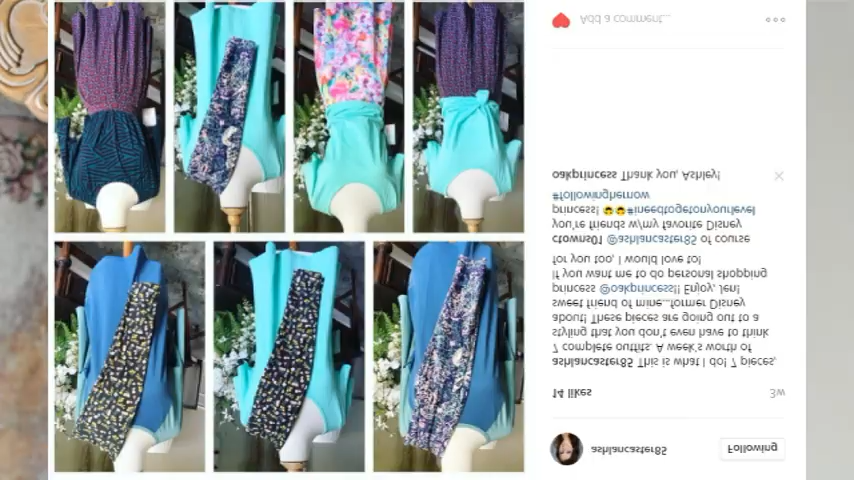 ashlancaster85
Following
14 likes
3w
ashlancaster85 This is what I do! 7 pieces,
7 complete outfits. A week's worth of
styling that you don't even have to think
about! These pieces are going out to a
sweet friend of mine...former Disney
princess @oakprincess!! Enjoy, Jen!
If you want me to do personal shopping
for you too, I would love to!
ctowns01 @ashlancaster85 of course
you're friends w/my favorite Disney
princess! 😍😍#ineedtogetonyourlevel
#followinghernow
oakprincess Thank you, Ashley!
Add a comment...